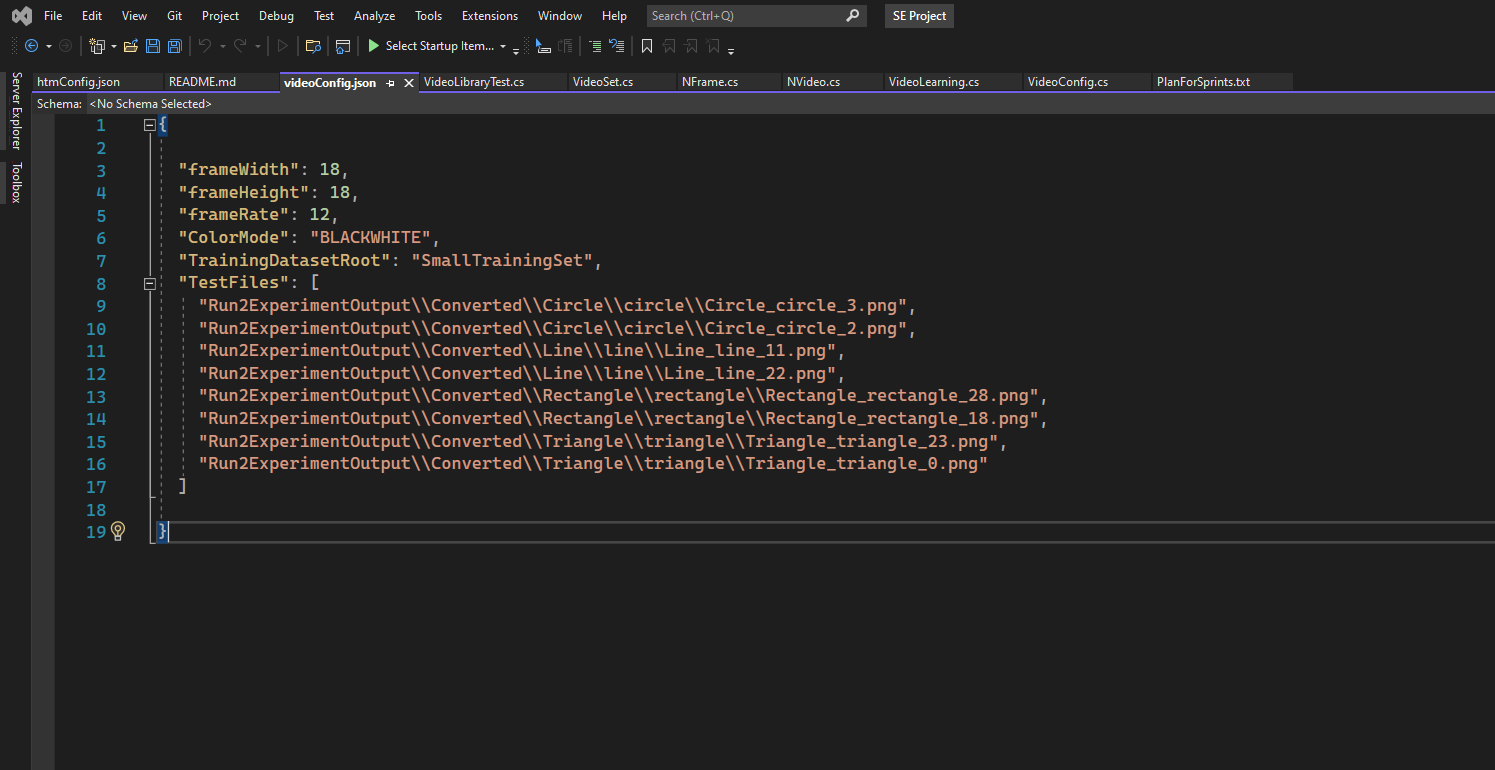 File Edit View Git Project Debug Test Analyze Tools Extensions Window Help Search (Ctrl+Q) SE Project
Select Startup Item...
Server Explorer
Toolbox
htmConfig.json README.md videoConfig.json VideoLibraryTest.cs VideoSet.cs NFrame.cs NVideo.cs VideoLearning.cs VideoConfig.cs PlanForSprints.txt
Schema: <No Schema Selected>
1 {
2
3 "frameWidth": 18,
4 "frameHeight": 18,
5 "frameRate": 12,
6 "ColorMode": "BLACKWHITE",
7 "TrainingDatasetRoot": "SmallTrainingSet",
8 "TestFiles": [
9 "Run2ExperimentOutput\\Converted\\Circle\\circle\\Circle_circle_3.png",
10 "Run2ExperimentOutput\\Converted\\Circle\\circle\\Circle_circle_2.png",
11 "Run2ExperimentOutput\\Converted\\Line\\line\\Line_line_11.png",
12 "Run2ExperimentOutput\\Converted\\Line\\line\\Line_line_22.png",
13 "Run2ExperimentOutput\\Converted\\Rectangle\\rectangle\\Rectangle_rectangle_28.png",
14 "Run2ExperimentOutput\\Converted\\Rectangle\\rectangle\\Rectangle_rectangle_18.png",
15 "Run2ExperimentOutput\\Converted\\Triangle\\triangle\\Triangle_triangle_23.png",
16 "Run2ExperimentOutput\\Converted\\Triangle\\triangle\\Triangle_triangle_0.png"
17 ]
18
19 }